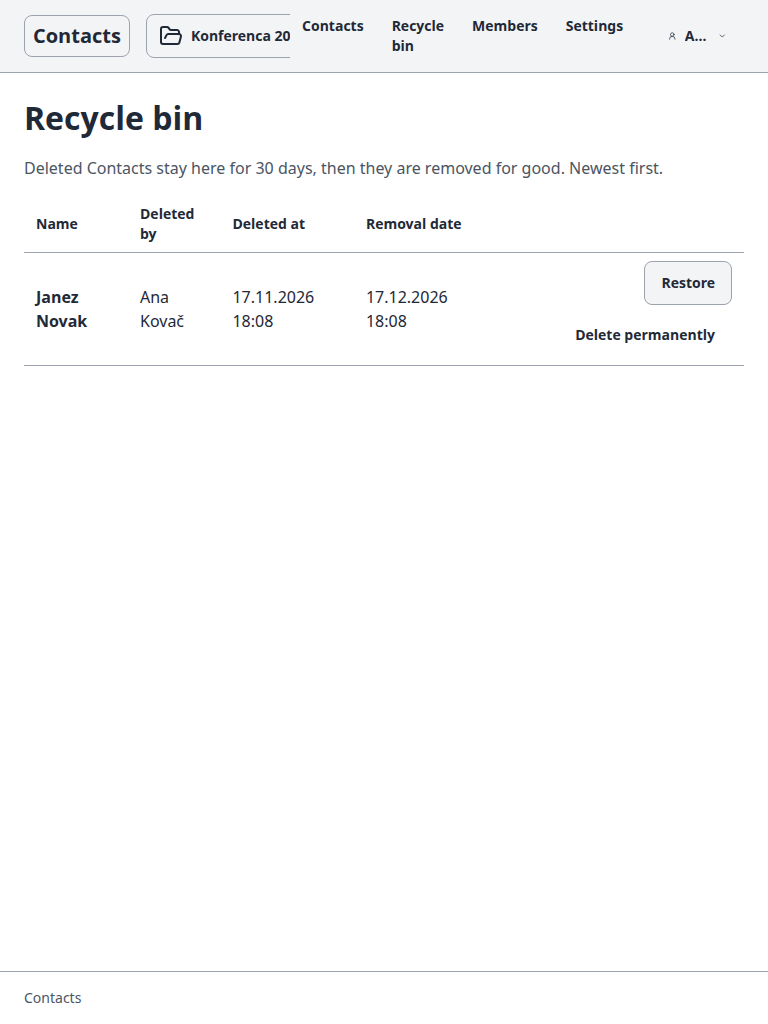 Contacts
Konferenca 20
Contacts
Recycle
bin
Members
Settings
A...
Recycle bin
Deleted Contacts stay here for 30 days, then they are removed for good. Newest first.
Name
Deleted
by
Deleted at
Removal date
Janez
Novak
Ana
Kovač
17.11.2026
18:08
17.12.2026
18:08
Restore
Delete permanently
Contacts